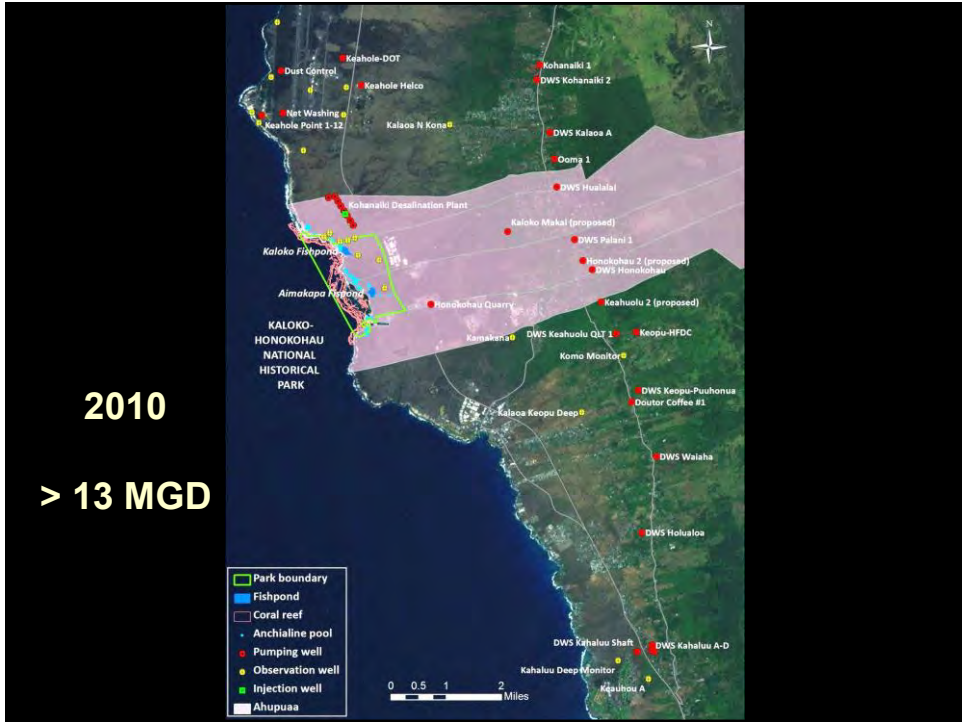 N
Keahole-DOT
Kohanaiki 1
Dust Control
DWS Kohanaiki 2
Keahole Helco
Net Washing
Keahole Point 1-12
Kalaoa N Kona
DWS Kalaoa A
Ooma 1
DWS Hualalai
Kohanaiki Desalination Plant
Kaloko Makai (proposed)
DWS Palani 1
Kaloko Fishpond
Honokohau 2 (proposed)
DWS Honokohau
Aimakapa Fispond
Honokohau Quarry
Keahuolu 2 (proposed)
KALOKO-
HONOKOHAU
NATIONAL
HISTORICAL
PARK
Kamakana
DWS Keahuolu QLT 1
Keopu-HFDC
Komo Monitor
DWS Keopu-Puuhonua
Doutor Coffee #1
2010
Kalaoa Keopu Deep
DWS Waiaha
> 13 MGD
DWS Holualoa
Park boundary
Fishpond
Coral reef
Anchialine pool
Pumping well
Observation well
Injection well
Ahupuaa
DWS Kahaluu Shaft
DWS Kahaluu A-D
Kahaluu Deep Monitor
Keauhou A
0 0.5 1 2
Miles